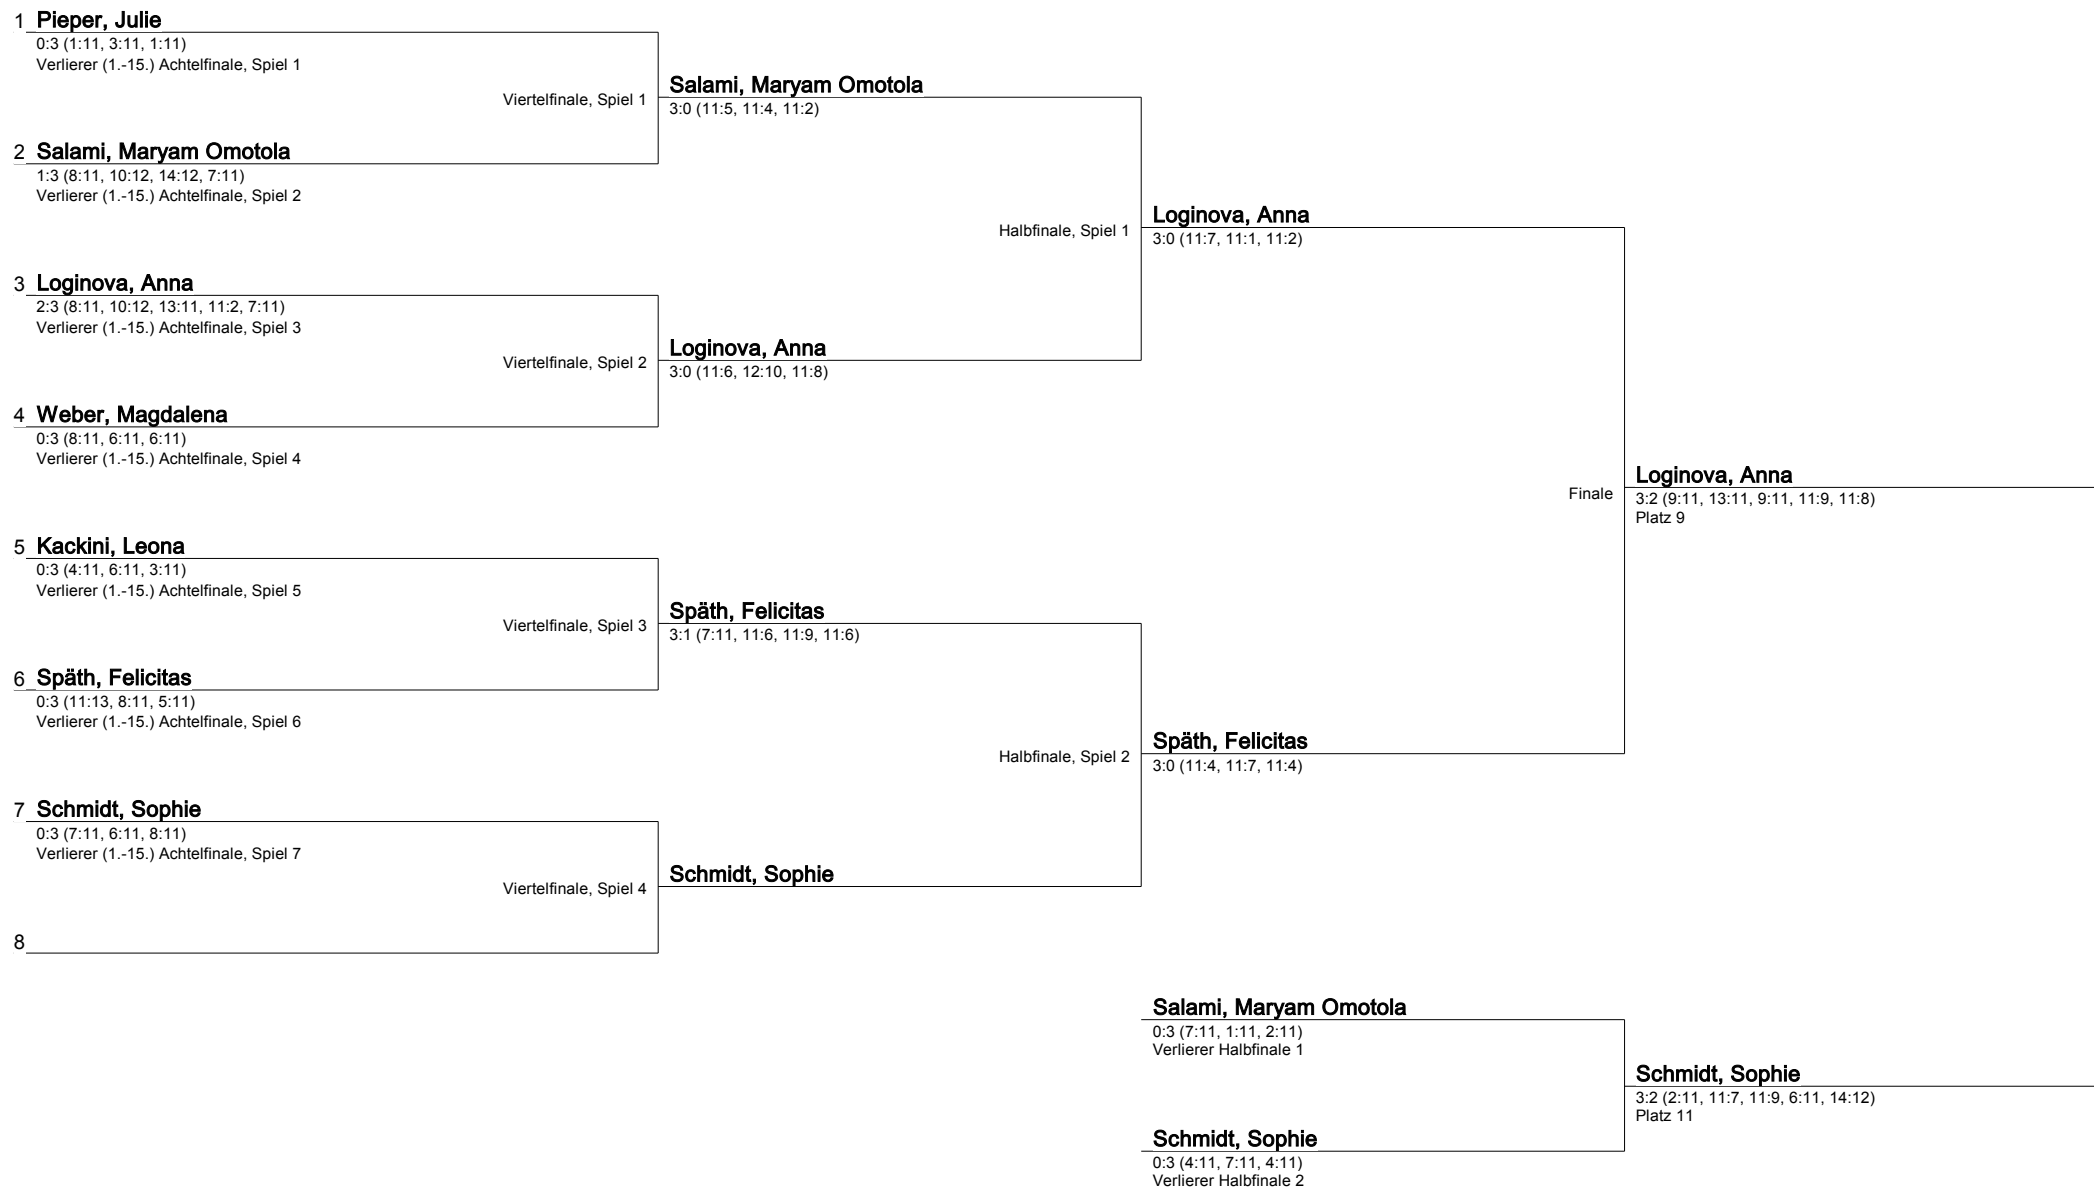 1 Pieper, Julie
0:3 (1:11, 3:11, 1:11)
Verlierer (1.-15.) Achtelfinale, Spiel 1
Viertelfinale, Spiel 1
Salami, Maryam Omotola
3:0 (11:5, 11:4, 11:2)
2 Salami, Maryam Omotola
1:3 (8:11, 10:12, 14:12, 7:11)
Verlierer (1.-15.) Achtelfinale, Spiel 2
Halbfinale, Spiel 1
Loginova, Anna
3:0 (11:7, 11:1, 11:2)
3 Loginova, Anna
2:3 (8:11, 10:12, 13:11, 11:2, 7:11)
Verlierer (1.-15.) Achtelfinale, Spiel 3
Viertelfinale, Spiel 2
Loginova, Anna
3:0 (11:6, 12:10, 11:8)
4 Weber, Magdalena
0:3 (8:11, 6:11, 6:11)
Verlierer (1.-15.) Achtelfinale, Spiel 4
Finale
Loginova, Anna
3:2 (9:11, 13:11, 9:11, 11:9, 11:8)
Platz 9
5 Kackini, Leona
0:3 (4:11, 6:11, 3:11)
Verlierer (1.-15.) Achtelfinale, Spiel 5
Viertelfinale, Spiel 3
Späth, Felicitas
3:1 (7:11, 11:6, 11:9, 11:6)
6 Späth, Felicitas
0:3 (11:13, 8:11, 5:11)
Verlierer (1.-15.) Achtelfinale, Spiel 6
Halbfinale, Spiel 2
Späth, Felicitas
3:0 (11:4, 11:7, 11:4)
7 Schmidt, Sophie
0:3 (7:11, 6:11, 8:11)
Verlierer (1.-15.) Achtelfinale, Spiel 7
Viertelfinale, Spiel 4
Schmidt, Sophie
8
Salami, Maryam Omotola
0:3 (7:11, 1:11, 2:11)
Verlierer Halbfinale 1
Schmidt, Sophie
3:2 (2:11, 11:7, 11:9, 6:11, 14:12)
Platz 11
Schmidt, Sophie
0:3 (4:11, 7:11, 4:11)
Verlierer Halbfinale 2